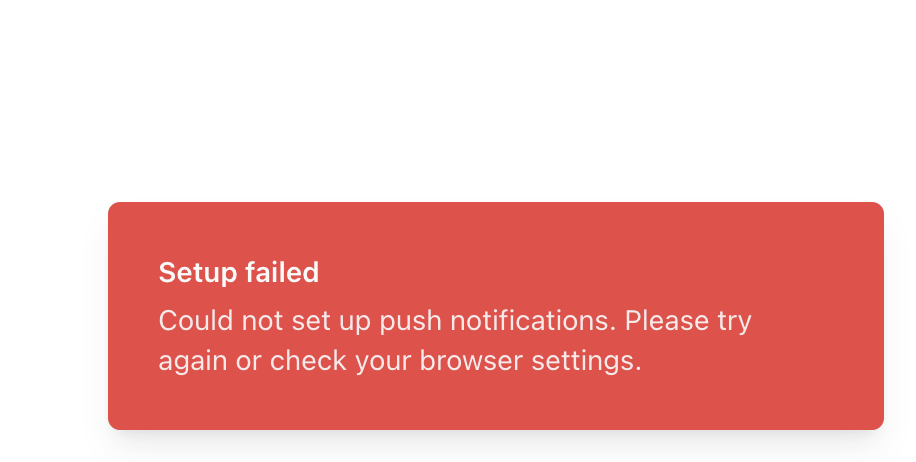 Setup failed
Could not set up push notifications. Please try
again or check your browser settings.